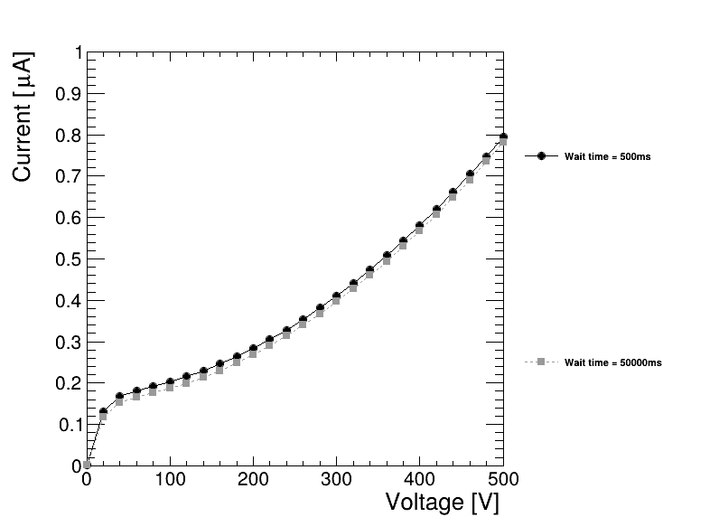 Current [μA]
1
0.9
0.8
0.7
0.6
0.5
0.4
0.3
0.2
0.1
0
0 100 200 300 400 500
Voltage [V]
Wait time = 500ms
Wait time = 50000ms